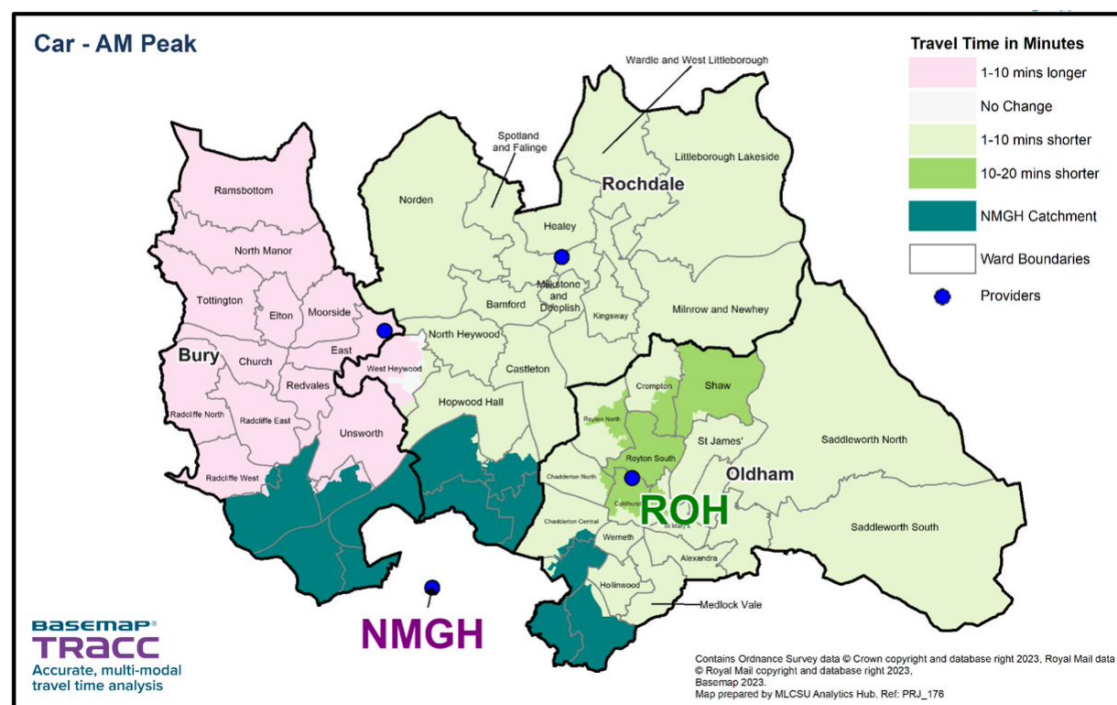 Car - AM Peak
Travel Time in Minutes
1-10 mins longer
No Change
1-10 mins shorter
10-20 mins shorter
NMGH Catchment
Ward Boundaries
Providers
Wardle and West Littleborough
Spotland
and Falinge
Littleborough Lakeside
Rochdale
Ramsbottom
Norden
Healey
North Manor
Tottington
Elton
Moorside
Bamford
Milkstone
and
Deeplish
Kingsway
Milnrow and Newhey
North Heywood
East
Bury
Church
West Heywood
Castleton
Redvales
Crompton
Shaw
Hopwood Hall
Radcliffe North
Radcliffe East
Unsworth
Royton North
St James'
Saddleworth North
Royton South
Radcliffe West
Chadderton North
Oldham
ROH
Chadderton Central
St Mary's
Saddleworth South
Werneth
Alexandra
Hollinwood
Medlock Vale
NMGH
BASEMAP®
TRACC
Accurate, multi-modal
travel time analysis
Contains Ordnance Survey data © Crown copyright and database right 2023, Royal Mail data
© Royal Mail copyright and database right 2023,
Basemap 2023.
Map prepared by MLCSU Analytics Hub. Ref: PRJ_176